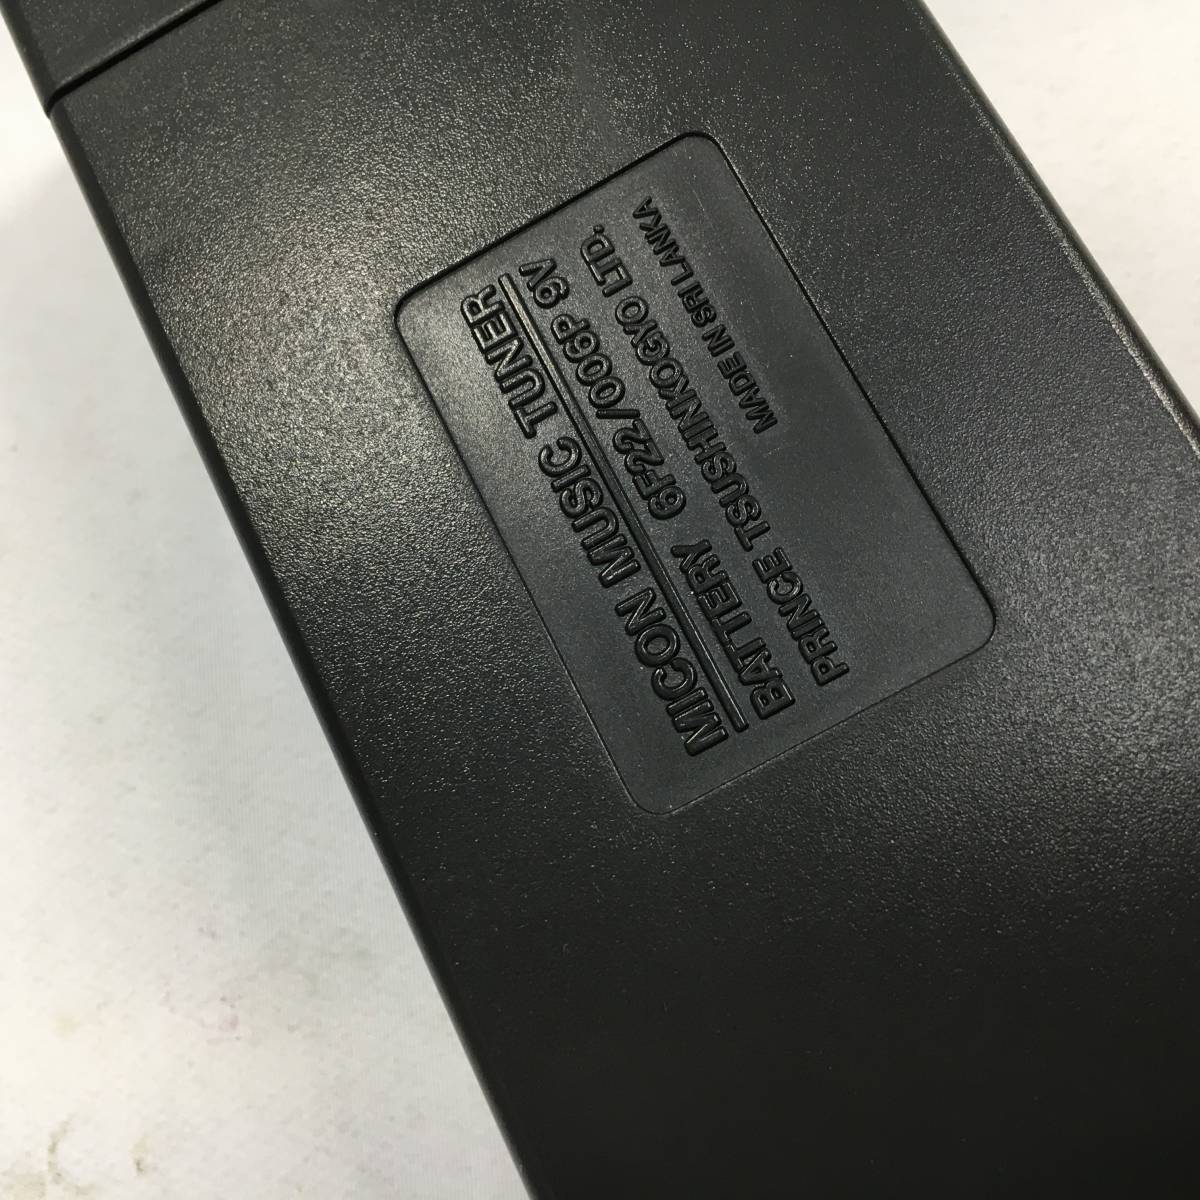 MICON MUSIC TUNER
BATTERY 6F22/006P 9V
PRINCE TSUSHINKOGYO LTD.
MADE IN SRI LANKA